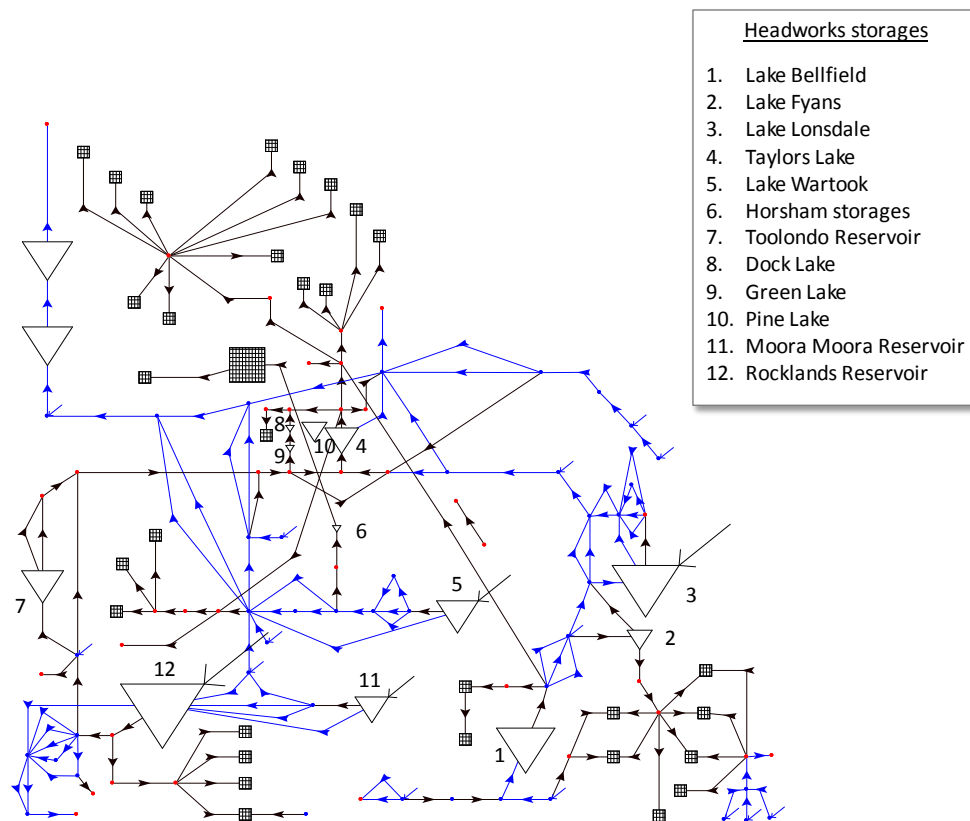 Headworks storages
1. Lake Bellfield
2. Lake Fyans
3. Lake Lonsdale
4. Taylors Lake
5. Lake Wartook
6. Horsham storages
7. Toolondo Reservoir
8. Dock Lake
9. Green Lake
10. Pine Lake
11. Moora Moora Reservoir
12. Rocklands Reservoir
8
10
4
9
6
5
7
3
2
12
11
1